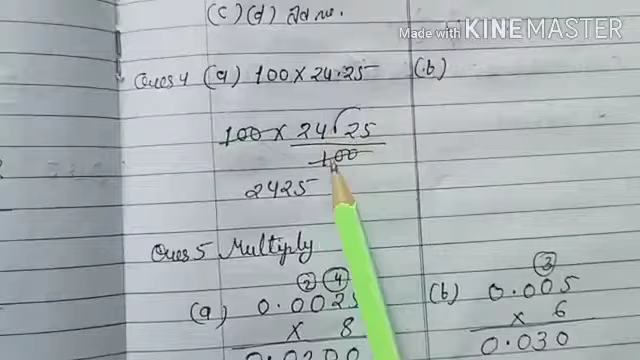 (c) (d) स्वयं.
Made with KINEMASTER
Ques 4 (a) 100 × 24.25 (b)
100 × 24 25
100
2425
Ques 5 Multiply
② ④
(a) 0.0025
× 8
0.0200
③
(b) 0.005
× 6
0.030